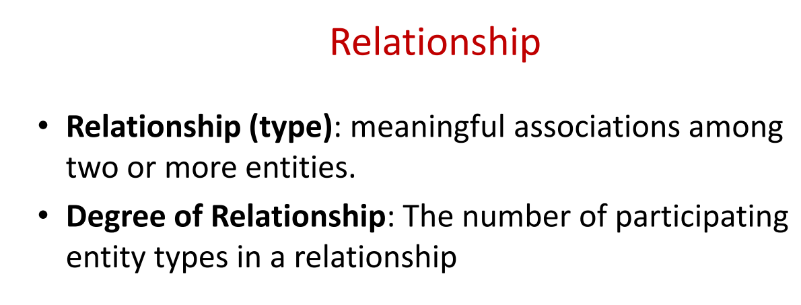 Relationship
• Relationship (type): meaningful associations among
two or more entities.
• Degree of Relationship: The number of participating
entity types in a relationship